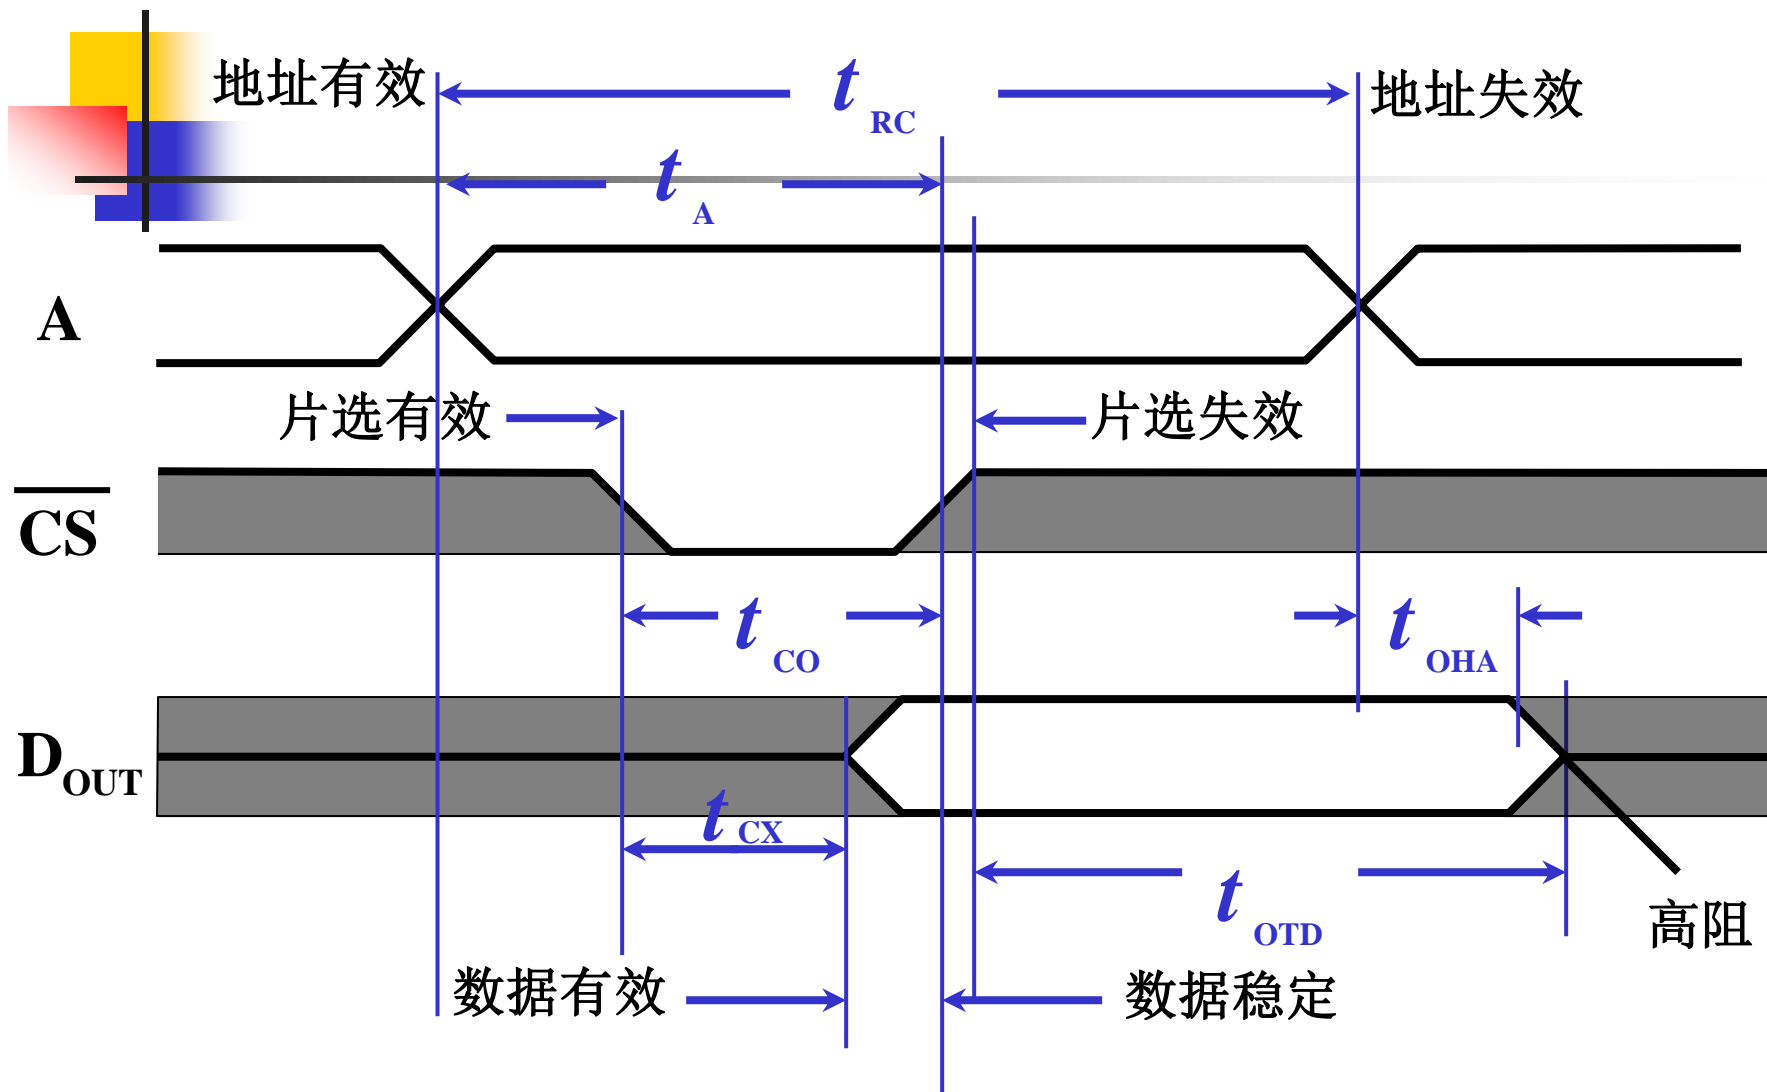 地址有效
t RC
地址失效
t A
A
片选有效
片选失效
CS
t CO
t OHA
D OUT
t CX
t OTD
高阻
数据有效
数据稳定